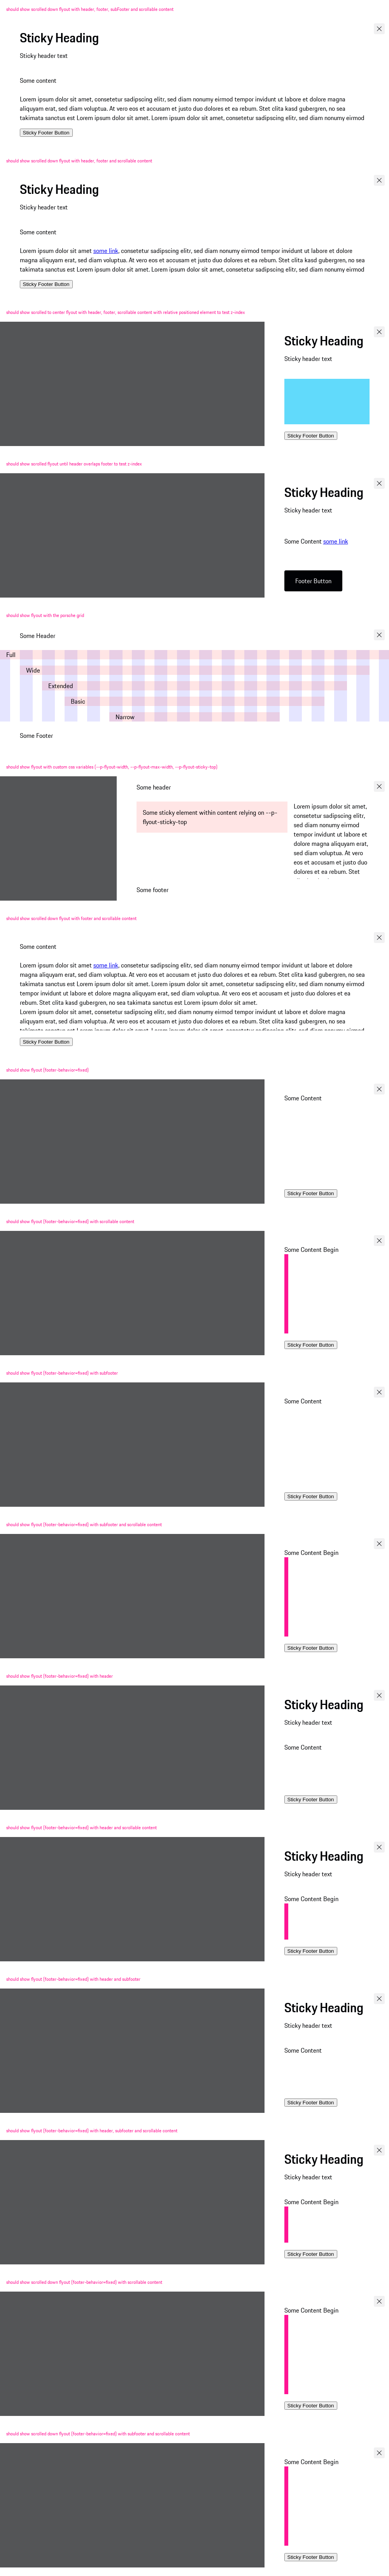 should show scrolled down flyout with header, footer, subFooter and scrollable content
Sticky Heading
Sticky header text
Some content
Lorem ipsum dolor sit amet, consetetur sadipscing elitr, sed diam nonumy eirmod tempor invidunt ut labore et dolore magna
aliquyam erat, sed diam voluptua. At vero eos et accusam et justo duo dolores et ea rebum. Stet clita kasd gubergren, no sea
takimata sanctus est Lorem ipsum dolor sit amet. Lorem ipsum dolor sit amet, consetetur sadipscing elitr, sed diam nonumy eirmod
Sticky Footer Button
should show scrolled down flyout with header, footer and scrollable content
Sticky Heading
Sticky header text
Some content
Lorem ipsum dolor sit amet some link, consetetur sadipscing elitr, sed diam nonumy eirmod tempor invidunt ut labore et dolore
magna aliquyam erat, sed diam voluptua. At vero eos et accusam et justo duo dolores et ea rebum. Stet clita kasd gubergren, no sea
takimata sanctus est Lorem ipsum dolor sit amet. Lorem ipsum dolor sit amet, consetetur sadipscing elitr, sed diam nonumy eirmod
Sticky Footer Button
should show scrolled to center flyout with header, footer, scrollable content with relative positioned element to test z-index
Sticky Heading
Sticky header text
Sticky Footer Button
should show scrolled flyout until header overlaps footer to test z-index
Sticky Heading
Sticky header text
Some Content some link
Footer Button
should show flyout with the porsche grid
Some Header
Full
Wide
Extended
Basic
Narrow
Some Footer
should show flyout with custom css variables (--p-flyout-width, --p-flyout-max-width, --p-flyout-sticky-top)
Some header
Some sticky element within content relying on --p-
flyout-sticky-top
Lorem ipsum dolor sit amet,
consetetur sadipscing elitr,
sed diam nonumy eirmod
tempor invidunt ut labore et
dolore magna aliquyam erat,
sed diam voluptua. At vero
eos et accusam et justo duo
dolores et ea rebum. Stet
Some footer
should show scrolled down flyout with footer and scrollable content
Some content
Lorem ipsum dolor sit amet some link, consetetur sadipscing elitr, sed diam nonumy eirmod tempor invidunt ut labore et dolore
magna aliquyam erat, sed diam voluptua. At vero eos et accusam et justo duo dolores et ea rebum. Stet clita kasd gubergren, no sea
takimata sanctus est Lorem ipsum dolor sit amet. Lorem ipsum dolor sit amet, consetetur sadipscing elitr, sed diam nonumy eirmod
tempor invidunt ut labore et dolore magna aliquyam erat, sed diam voluptua. At vero eos et accusam et justo duo dolores et ea
rebum. Stet clita kasd gubergren, no sea takimata sanctus est Lorem ipsum dolor sit amet.
Lorem ipsum dolor sit amet, consetetur sadipscing elitr, sed diam nonumy eirmod tempor invidunt ut labore et dolore magna
aliquyam erat, sed diam voluptua. At vero eos et accusam et justo duo dolores et ea rebum. Stet clita kasd gubergren, no sea
Sticky Footer Button
should show flyout (footer-behavior=fixed)
Some Content
Sticky Footer Button
should show flyout (footer-behavior=fixed) with scrollable content
Some Content Begin
Sticky Footer Button
should show flyout (footer-behavior=fixed) with subfooter
Some Content
Sticky Footer Button
should show flyout (footer-behavior=fixed) with subfooter and scrollable content
Some Content Begin
Sticky Footer Button
should show flyout (footer-behavior=fixed) with header
Sticky Heading
Sticky header text
Some Content
Sticky Footer Button
should show flyout (footer-behavior=fixed) with header and scrollable content
Sticky Heading
Sticky header text
Some Content Begin
Sticky Footer Button
should show flyout (footer-behavior=fixed) with header and subfooter
Sticky Heading
Sticky header text
Some Content
Sticky Footer Button
should show flyout (footer-behavior=fixed) with header, subfooter and scrollable content
Sticky Heading
Sticky header text
Some Content Begin
Sticky Footer Button
should show scrolled down flyout (footer-behavior=fixed) with scrollable content
Some Content Begin
Sticky Footer Button
should show scrolled down flyout (footer-behavior=fixed) with subfooter and scrollable content
Some Content Begin
Sticky Footer Button